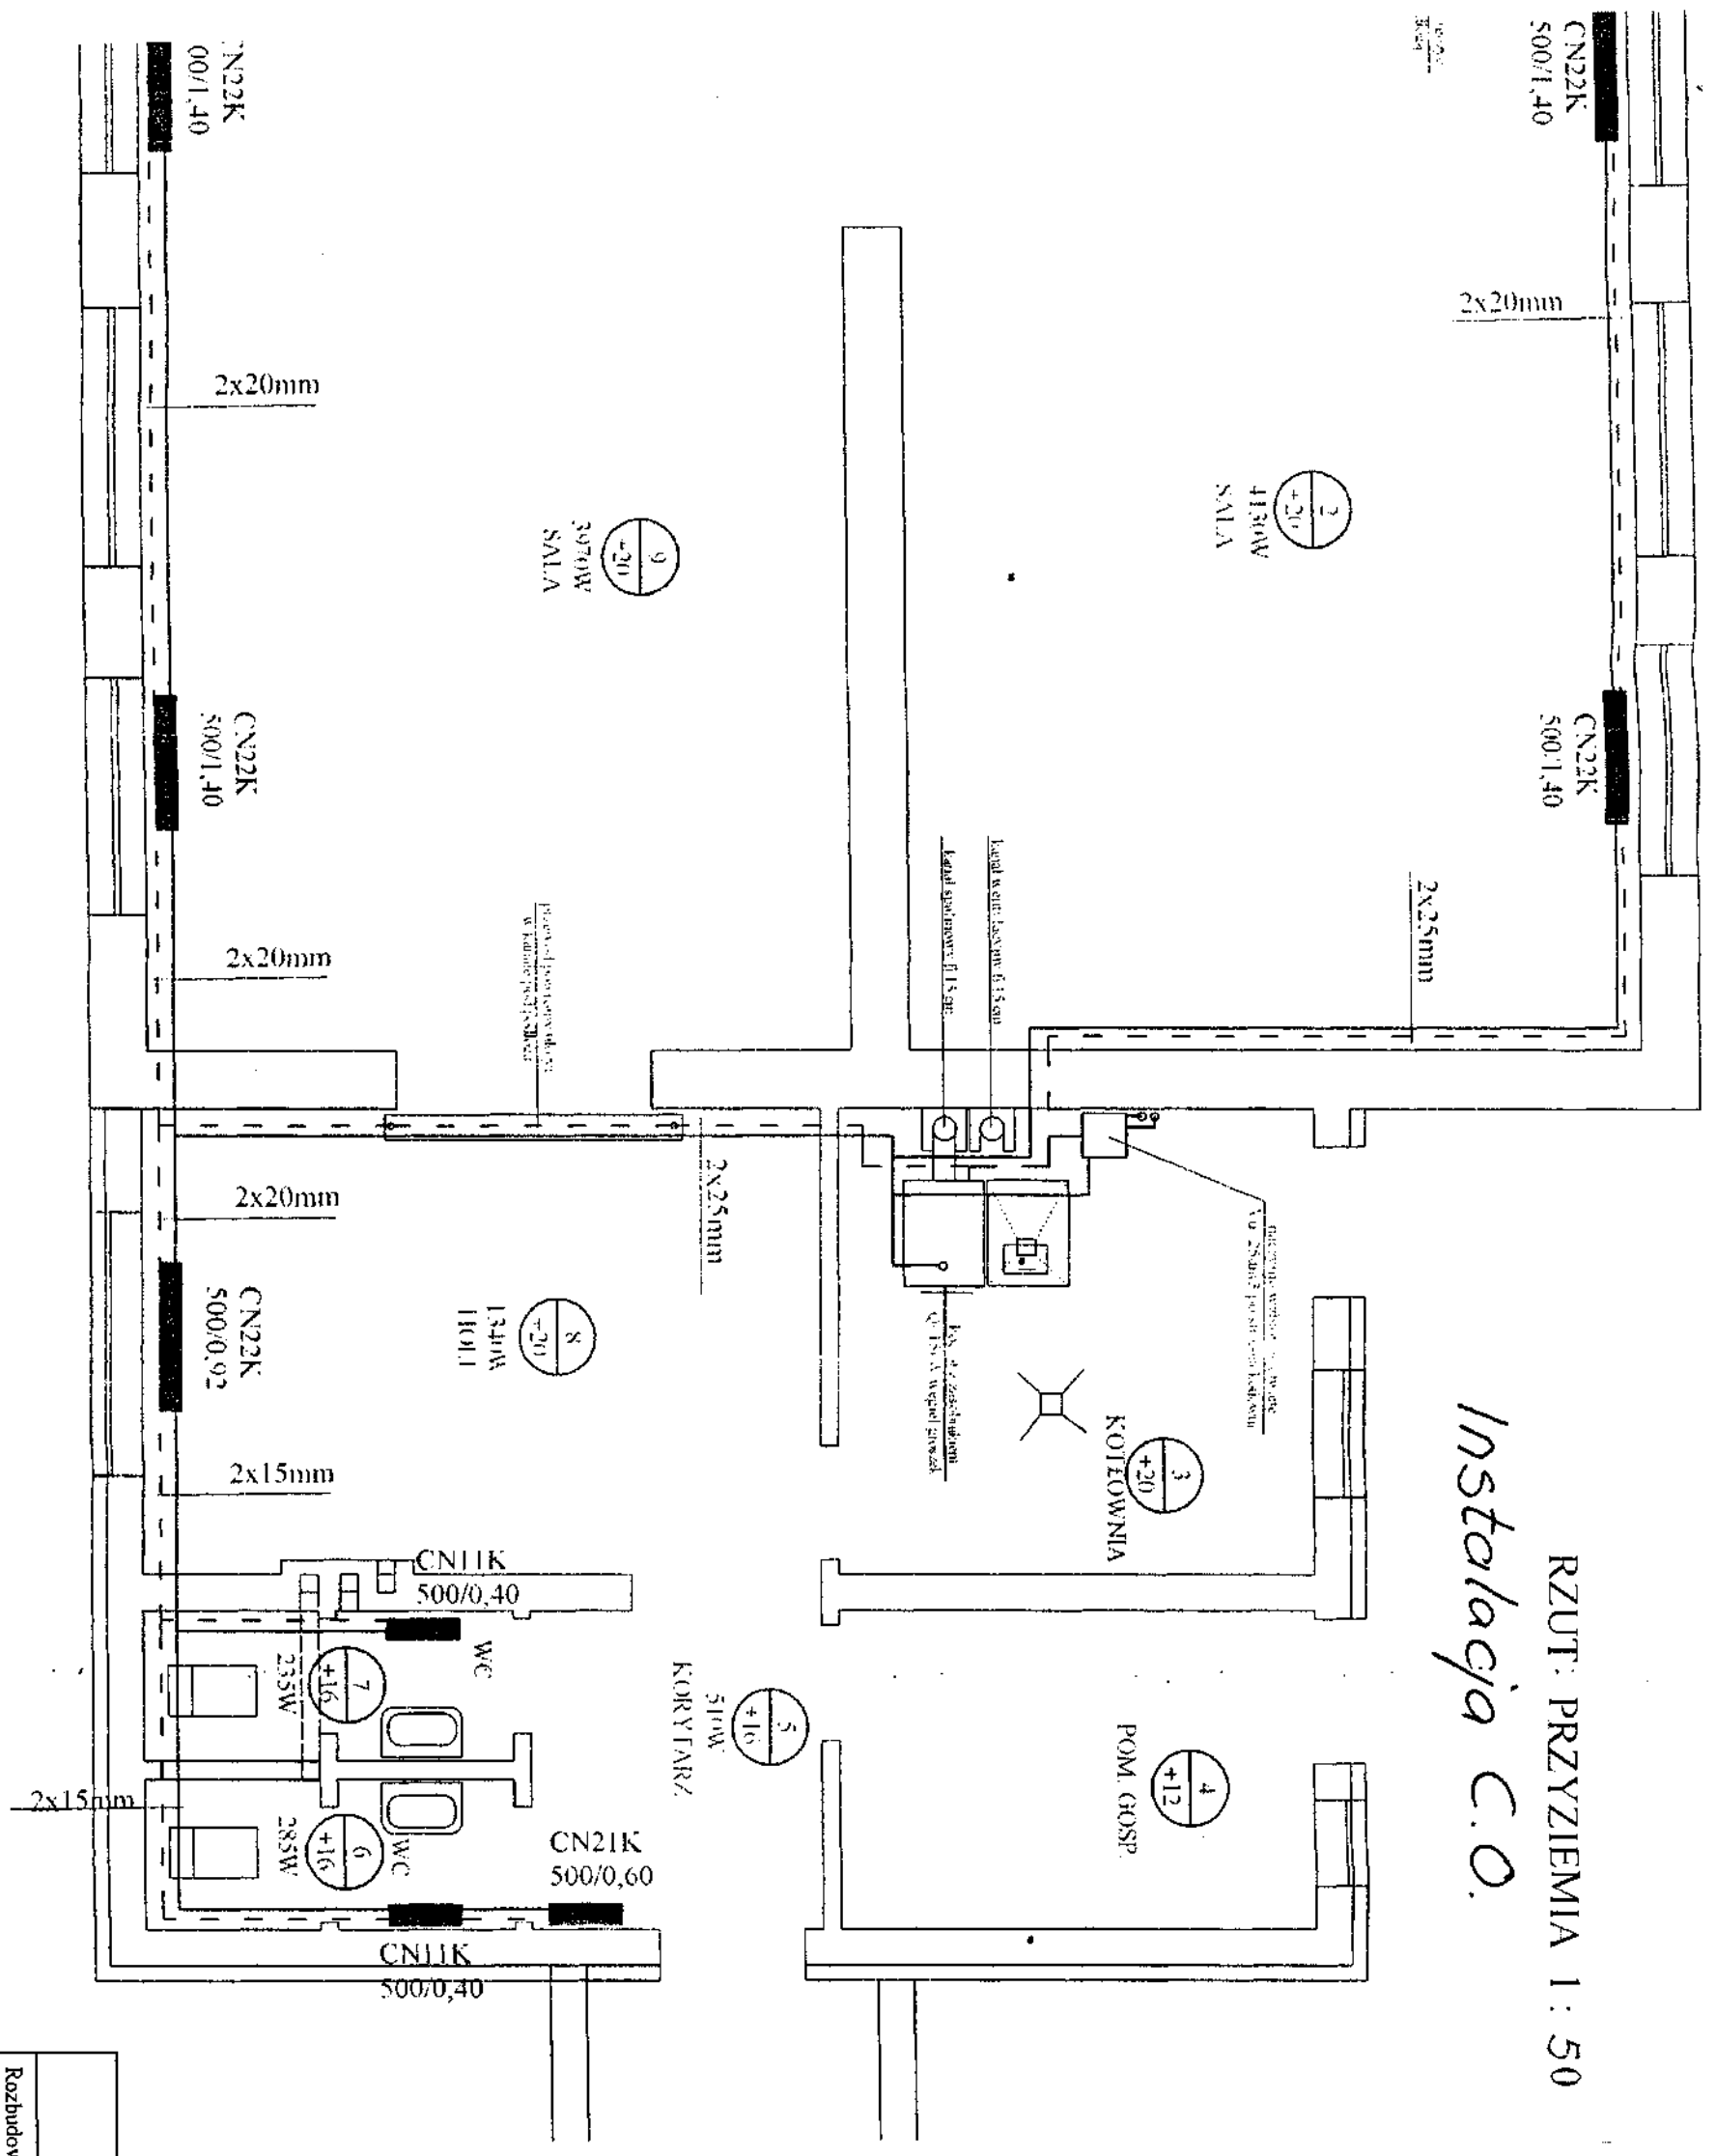 RZUT: PRZYZIEMIA 1 : 50
Instalacja C.O.
CN22K
500/1,40
2x20mm
2
+20
4130W
SALA
CN22K
500/1,40
2x25mm
00/1,40
2x20mm
9
+20
3970W
SALA
CN22K
500/1,40
2x20mm
2x25mm
2x20mm
CN22K
500/0,92
8
+20
1340W
HOLL
2x15mm
3
+20
KOTŁOWNIA
4
+12
POM. GOSP.
5
+16
510W
KORYTARZ
CN11K
500/0,40
WC
7
+16
235W
WC
6
+16
285W
2x15mm
CN21K
500/0,60
CN11K
500/0,40